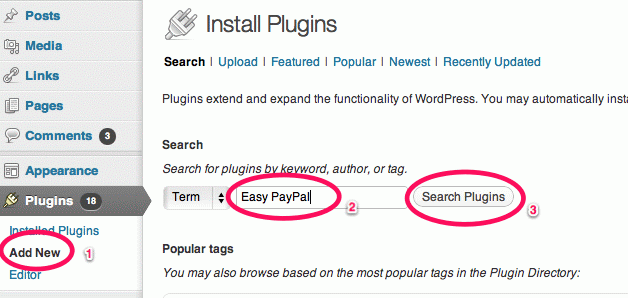 Posts
Media
Links
Pages
Comments 3
Appearance
Plugins 18
Installed Plugins
Add New 1
Editor
Install Plugins
Search | Upload | Featured | Popular | Newest | Recently Updated
Plugins extend and expand the functionality of WordPress. You may automatically insta
Search
Search for plugins by keyword, author, or tag.
Term Easy PayPal 2 Search Plugins 3
Popular tags
You may also browse based on the most popular tags in the Plugin Directory: